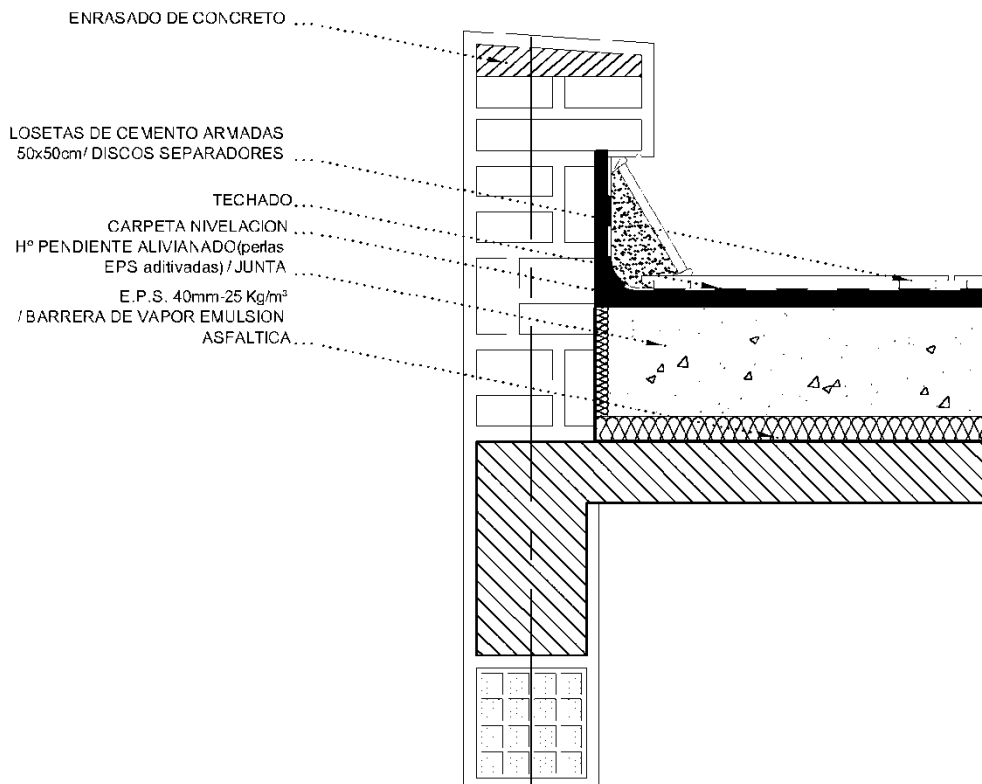 ENRASADO DE CONCRETO
LOSETAS DE CEMENTO ARMADAS
50x50cm/ DISCOS SEPARADORES
TECHADO
CARPETA NIVELACION
Hº PENDIENTE ALIVIANADO(perlas
EPS aditivadas) / JUNTA
E.P.S. 40mm-25 Kg/m³
/ BARRERA DE VAPOR EMULSION
ASFALTICA